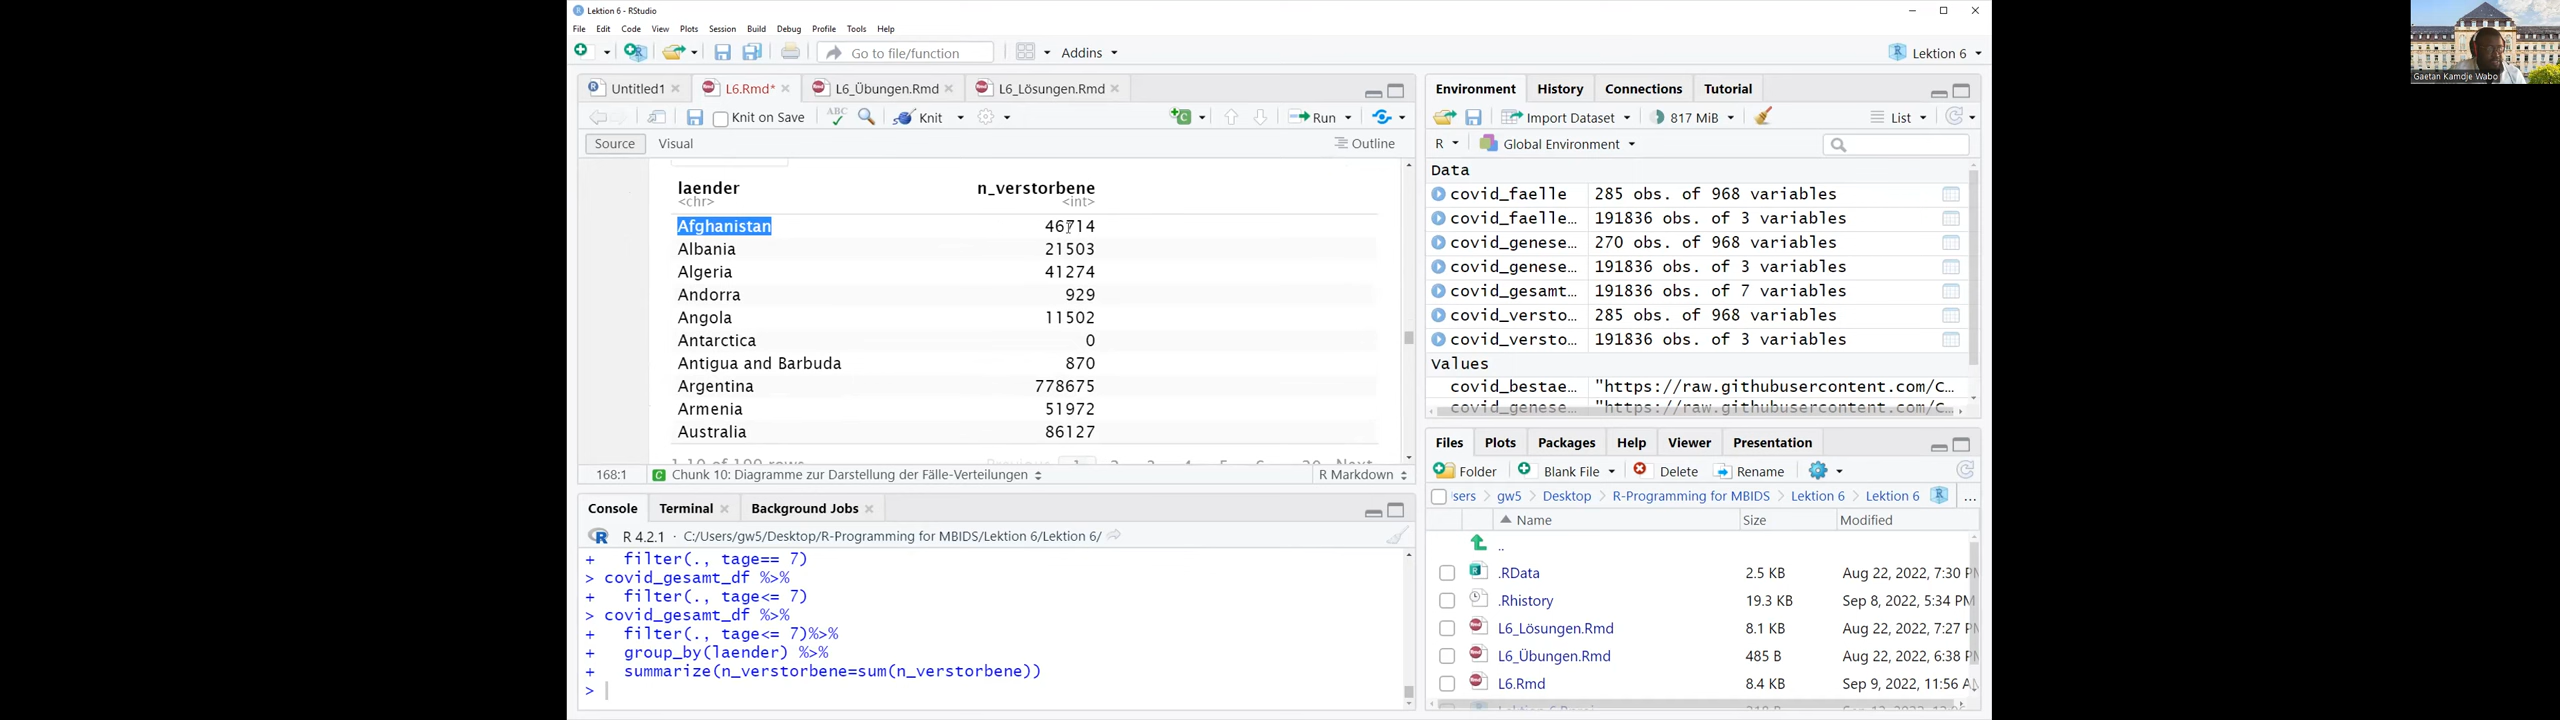 Lektion 6 - RStudio
File Edit Code View Plots Session Build Debug Profile Tools Help
Go to file/function Addins Lektion 6
Untitled1 L6.Rmd* L6_Übungen.Rmd L6_Lösungen.Rmd
Knit on Save ABC Knit Run
Source Visual Outline
laender n_verstorbene
<chr> <int>
Afghanistan 46714
Albania 21503
Algeria 41274
Andorra 929
Angola 11502
Antarctica 0
Antigua and Barbuda 870
Argentina 778675
Armenia 51972
Australia 86127
168:1 Chunk 10: Diagramme zur Darstellung der Fälle-Verteilungen R Markdown
Console Terminal Background Jobs
R 4.2.1 · C:/Users/gw5/Desktop/R-Programming for MBIDS/Lektion 6/Lektion 6/
+ filter(., tage== 7)
> covid_gesamt_df %>%
+ filter(., tage<= 7)
> covid_gesamt_df %>%
+ filter(., tage<= 7)%>%
+ group_by(laender) %>%
+ summarize(n_verstorbene=sum(n_verstorbene))
>
Environment History Connections Tutorial
Import Dataset 817 MiB List
R Global Environment
Data
covid_faelle 285 obs. of 968 variables
covid_faelle… 191836 obs. of 3 variables
covid_genese… 270 obs. of 968 variables
covid_genese… 191836 obs. of 3 variables
covid_gesamt… 191836 obs. of 7 variables
covid_versto… 285 obs. of 968 variables
covid_versto… 191836 obs. of 3 variables
Values
covid_bestae… "https://raw.githubusercontent.com/C…
covid_genese… "https://raw.githubusercontent.com/C…
Files Plots Packages Help Viewer Presentation
Folder Blank File Delete Rename
sers gw5 Desktop R-Programming for MBIDS Lektion 6 Lektion 6 ...
Name Size Modified
..
.RData 2.5 KB Aug 22, 2022, 7:30 P
.Rhistory 19.3 KB Sep 8, 2022, 5:34 PM
L6_Lösungen.Rmd 8.1 KB Aug 22, 2022, 7:27 P
L6_Übungen.Rmd 485 B Aug 22, 2022, 6:38 P
L6.Rmd 8.4 KB Sep 9, 2022, 11:56 A
Gaetan Kamdje Wabo